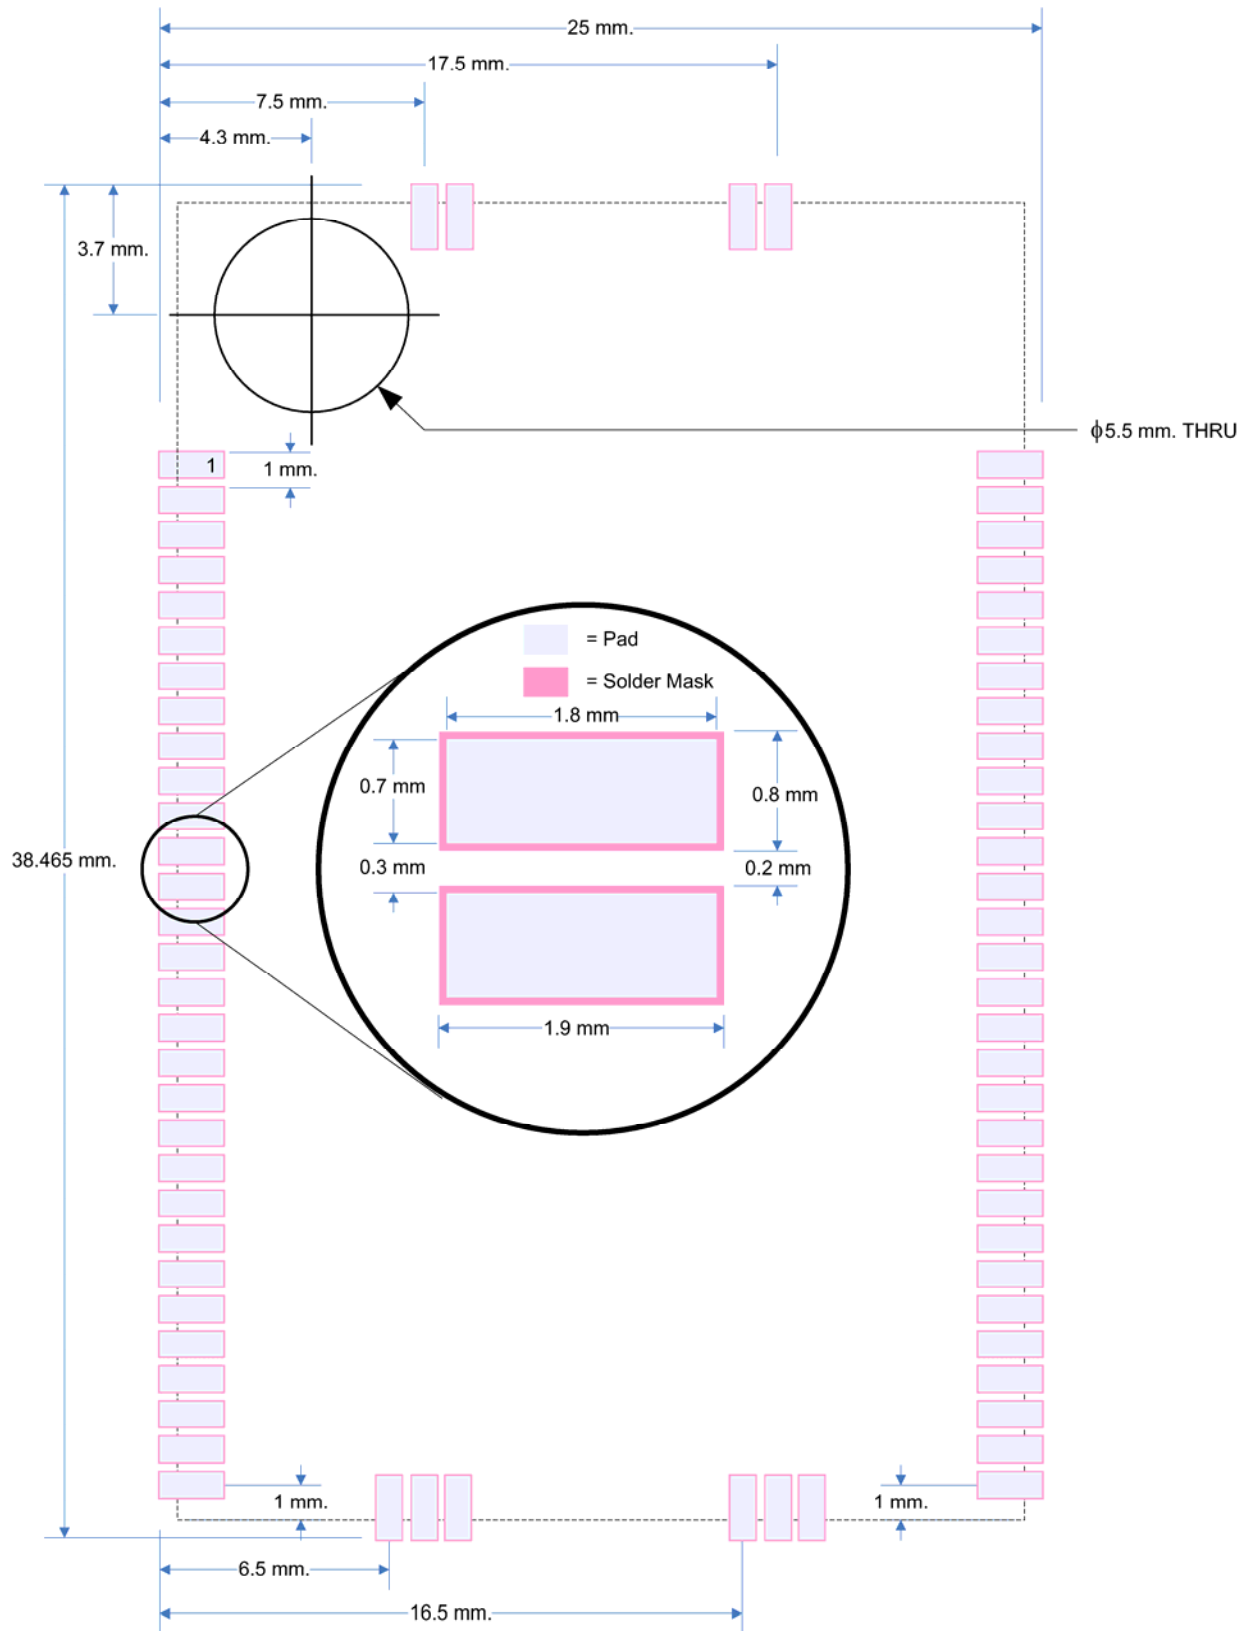 25 mm.
17.5 mm.
7.5 mm.
4.3 mm.
3.7 mm.
ϕ5.5 mm. THRU
1
1 mm.
= Pad
= Solder Mask
1.8 mm
0.7 mm
0.8 mm
38.465 mm.
0.3 mm
0.2 mm
1.9 mm
1 mm.
1 mm.
6.5 mm.
16.5 mm.